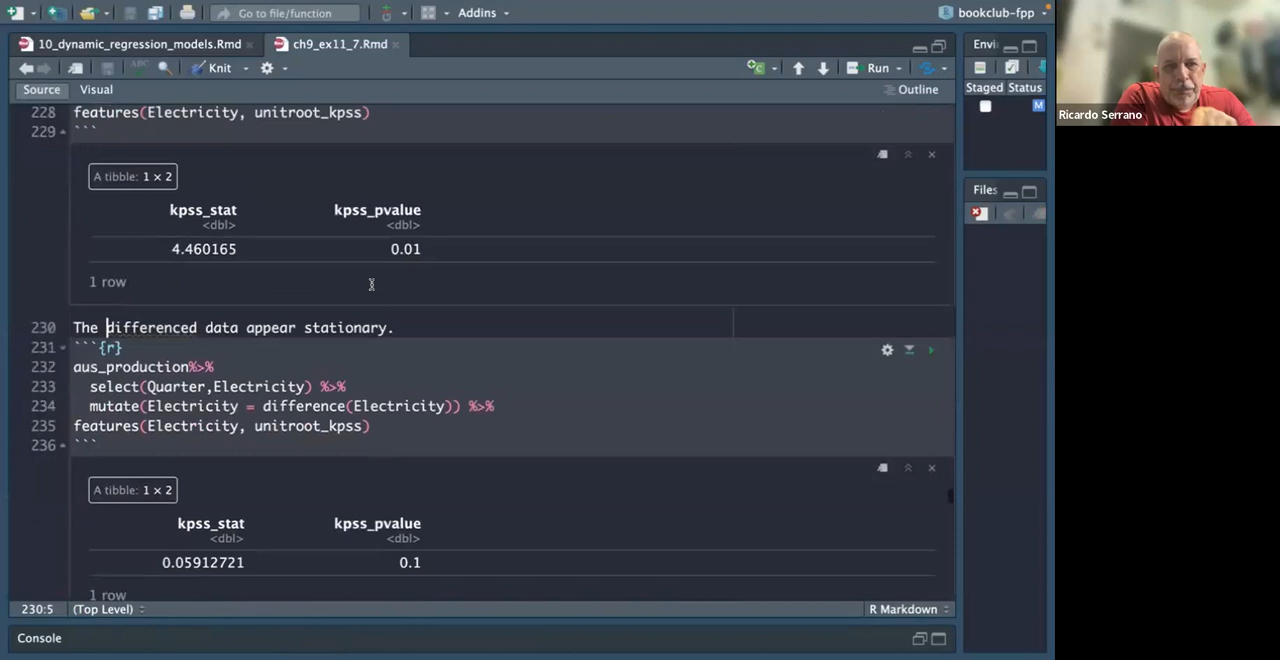 Go to file/function
Addins
bookclub-fpp
10_dynamic_regression_models.Rmd
ch9_ex11_7.Rmd
Envi
ABC
Knit
Run
Source
Visual
Outline
Staged Status
M
Ricardo Serrano
228 features(Electricity, unitroot_kpss)
229 ```
A tibble: 1 × 2
kpss_stat kpss_pvalue
<dbl> <dbl>
4.460165 0.01
1 row
Files
230 The differenced data appear stationary.
231 ```{r}
232 aus_production%>%
233 select(Quarter,Electricity) %>%
234 mutate(Electricity = difference(Electricity)) %>%
235 features(Electricity, unitroot_kpss)
236 ```
A tibble: 1 × 2
kpss_stat kpss_pvalue
<dbl> <dbl>
0.05912721 0.1
1 row
230:5 (Top Level) R Markdown
Console